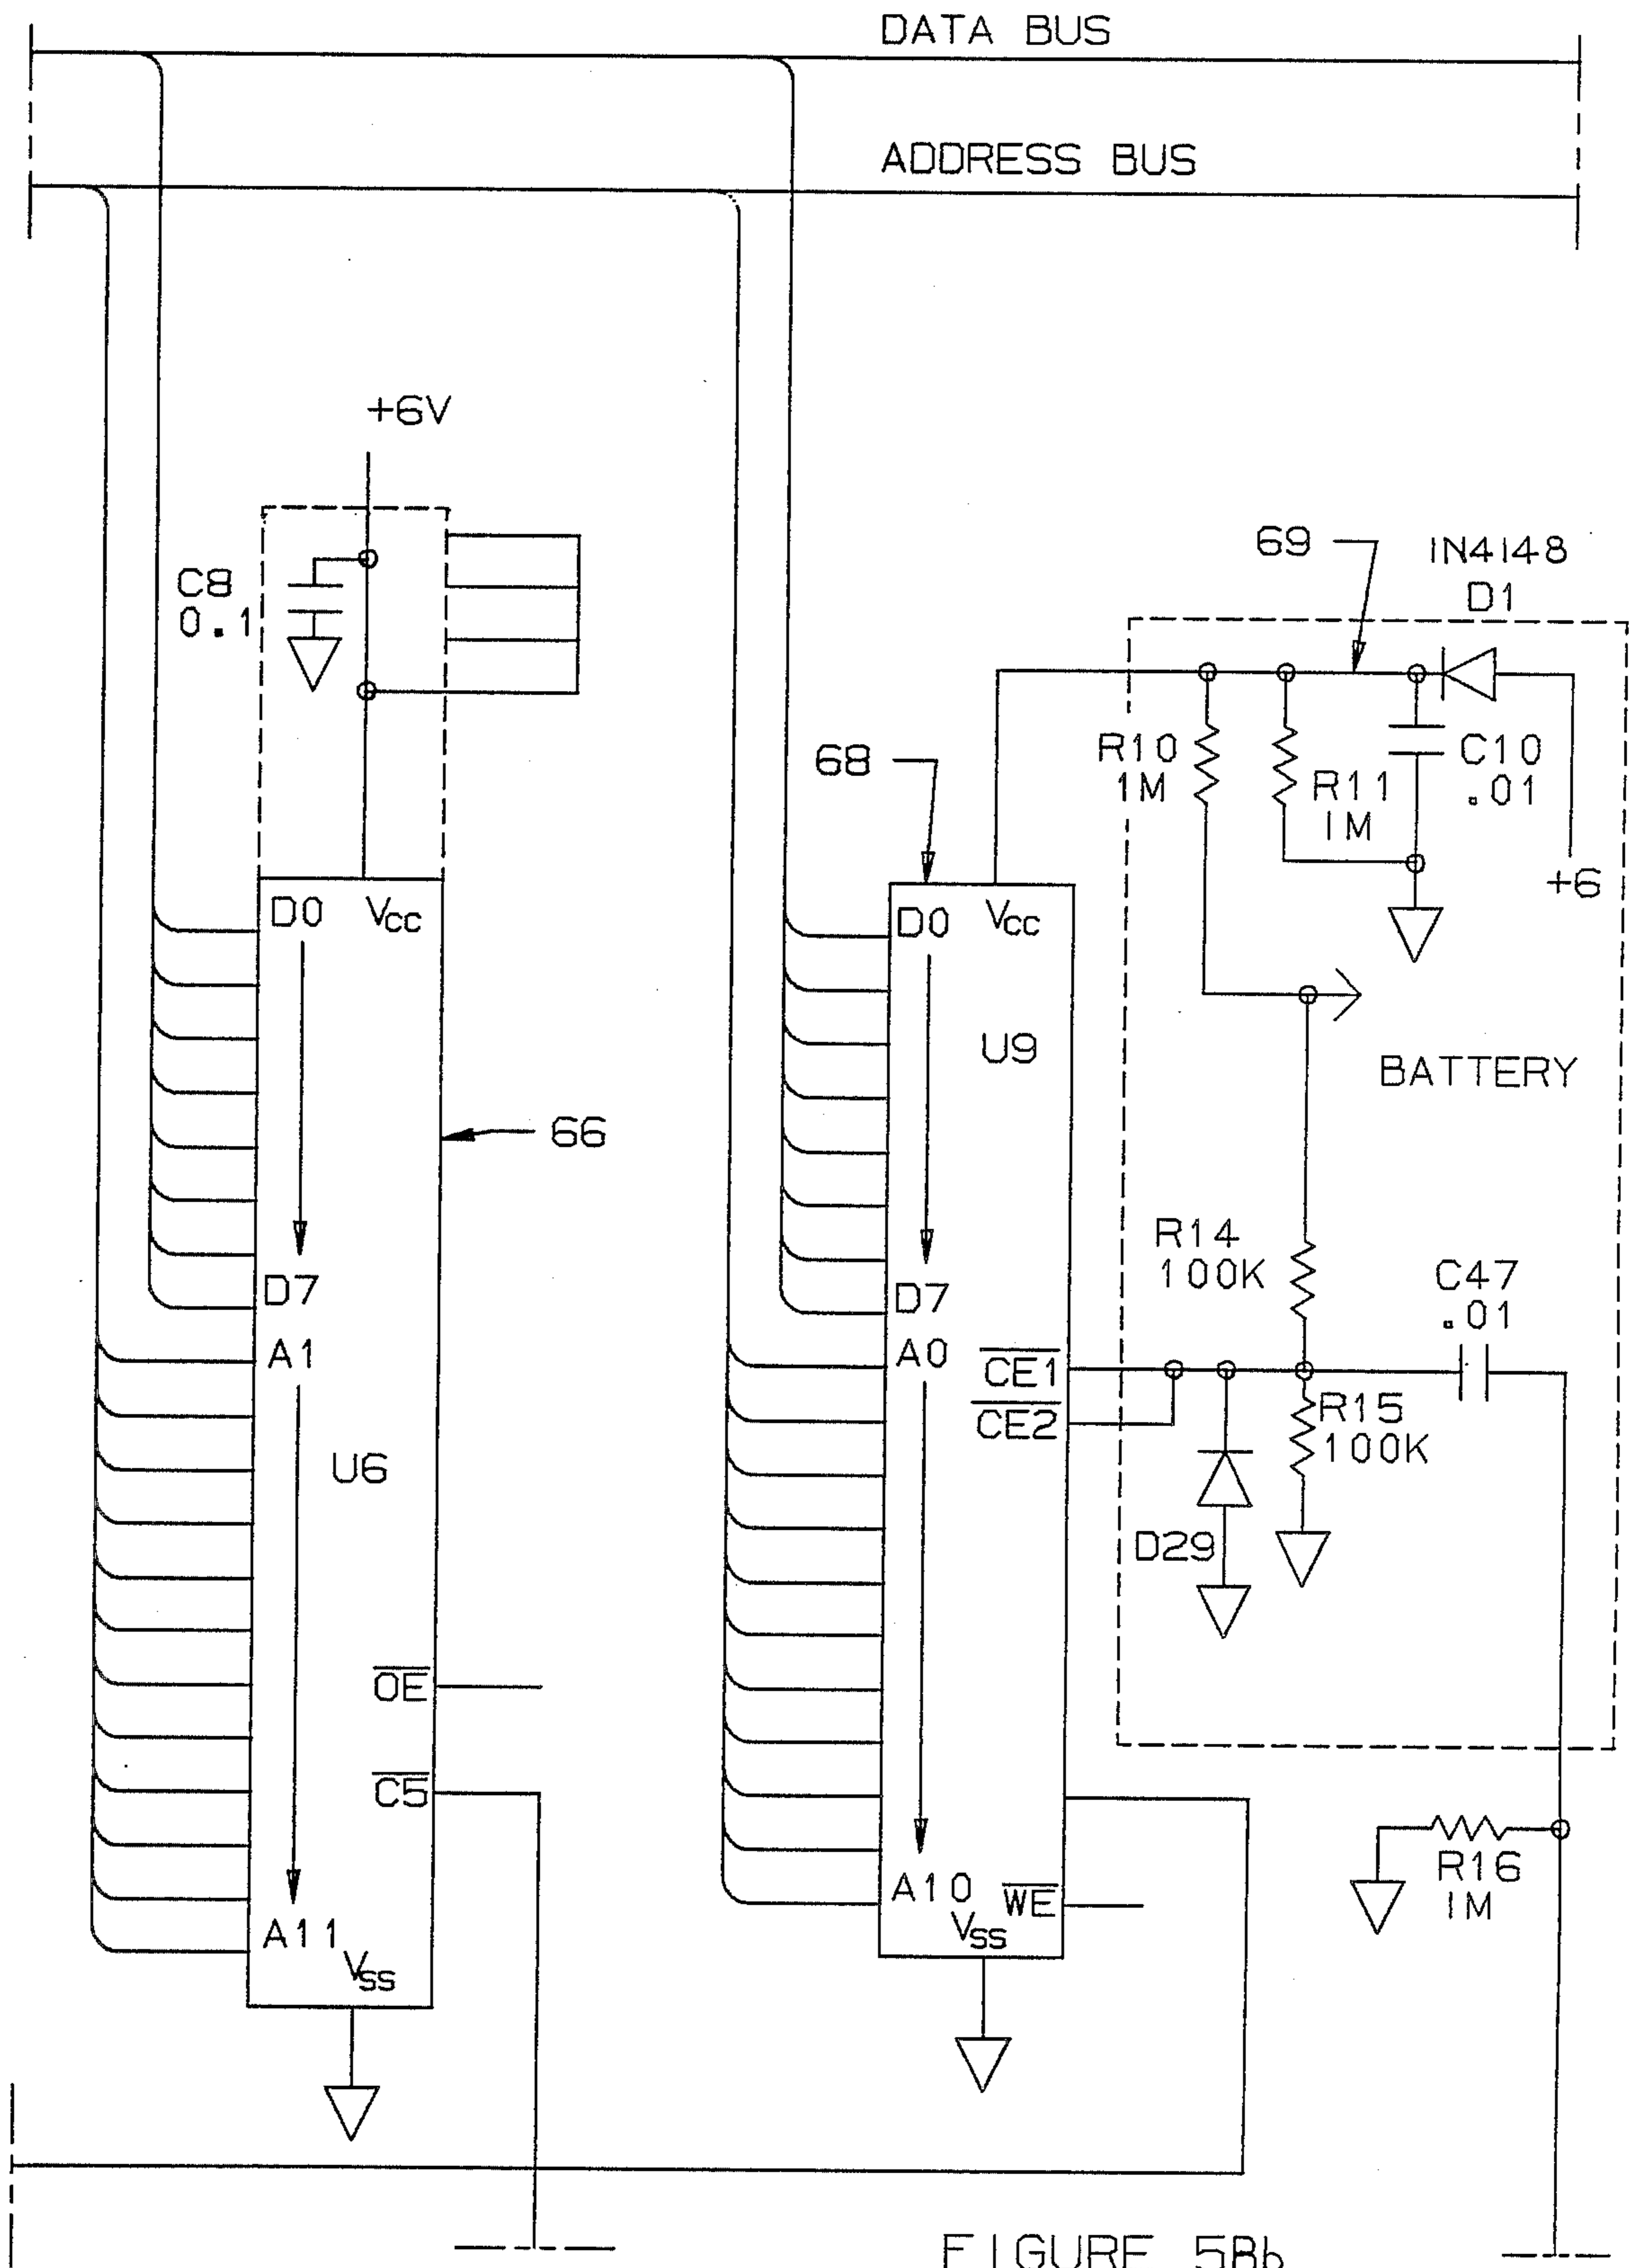 DATA BUS
ADDRESS BUS
+6V
C8
0.1
69
1N4148
D1
68
R10
1M
R11
1M
C10
.01
+6
D0 VCC
D0 VCC
U9
BATTERY
66
R14
100K
C47
.01
D7
D7
A1
A0
CE1
CE2
R15
100K
U6
D29
OE
C5
R16
1M
A10 WE
VSS
A11
VSS
FIGURE 5Bb